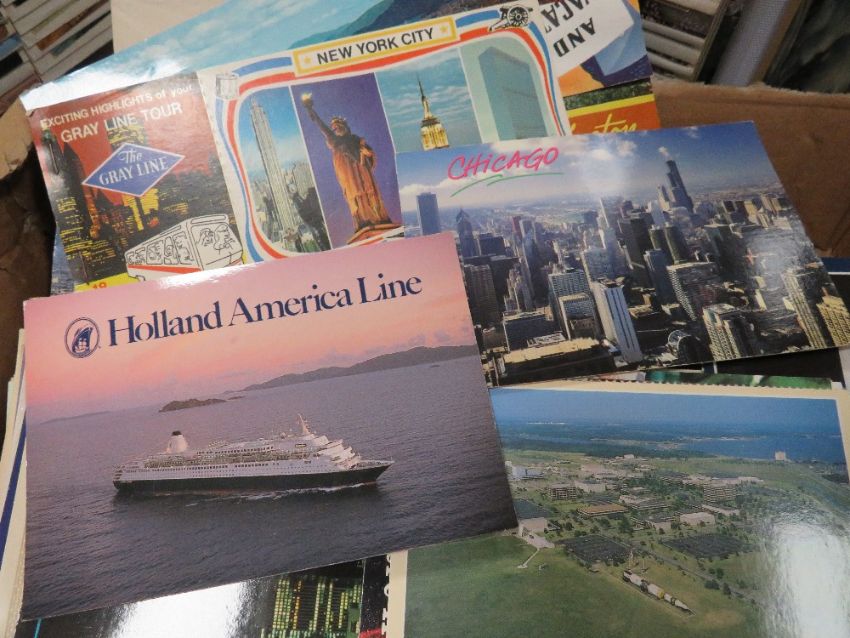 NEW YORK CITY
AND
EXCITING HIGHLIGHTS of your
GRAY LINE TOUR
The
GRAY LINE
CHICAGO
Holland America Line